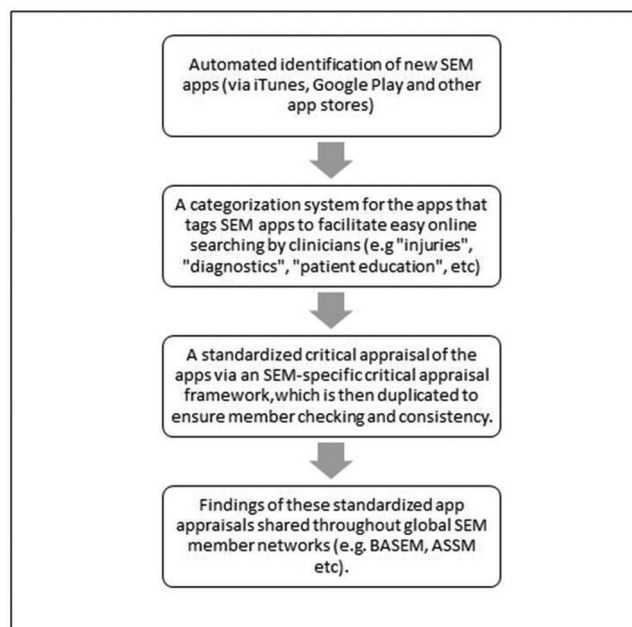 Automated identification of new SEM
apps (via iTunes, Google Play and other
app stores)
A categorization system for the apps that
tags SEM apps to facilitate easy online
searching by clinicians (e.g "injuries",
"diagnostics", "patient education", etc)
A standardized critical appraisal of the
apps via an SEM-specific critical appraisal
framework, which is then duplicated to
ensure member checking and consistency.
Findings of these standardized app
appraisals shared throughout global SEM
member networks (e.g. BASEM, ASSM
etc).